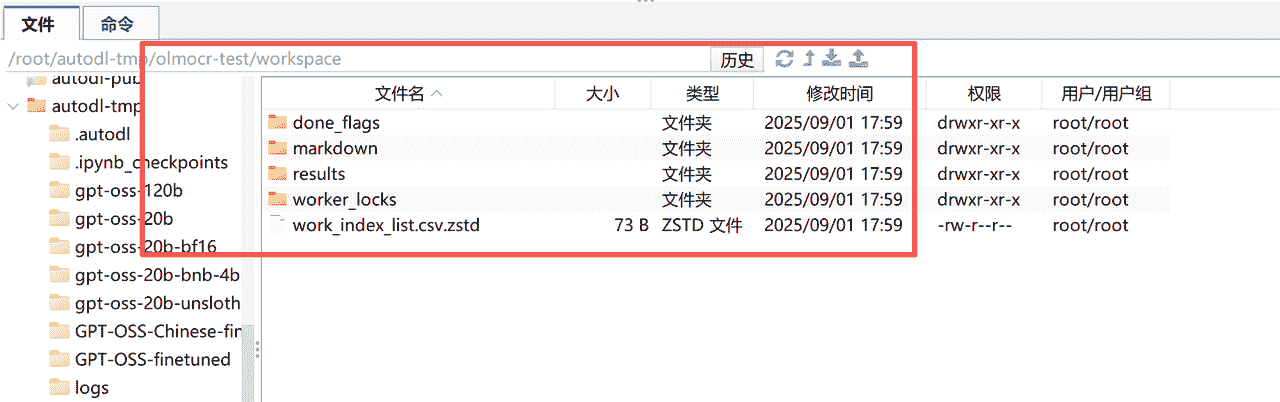 文件 命令
/root/autodl-tmp/olmocr-test/workspace 历史
autodl-pub
autodl-tmp
.autodl
.ipynb_checkpoints
gpt-oss-120b
gpt-oss-20b
gpt-oss-20b-bf16
gpt-oss-20b-bnb-4b
gpt-oss-20b-unsloth
GPT-OSS-Chinese-fin
GPT-OSS-finetuned
logs
文件名 大小 类型 修改时间 权限 用户/用户组
done_flags 文件夹 2025/09/01 17:59 drwxr-xr-x root/root
markdown 文件夹 2025/09/01 17:59 drwxr-xr-x root/root
results 文件夹 2025/09/01 17:59 drwxr-xr-x root/root
worker_locks 文件夹 2025/09/01 17:59 drwxr-xr-x root/root
work_index_list.csv.zstd 73 B ZSTD 文件 2025/09/01 17:59 -rw-r--r-- root/root